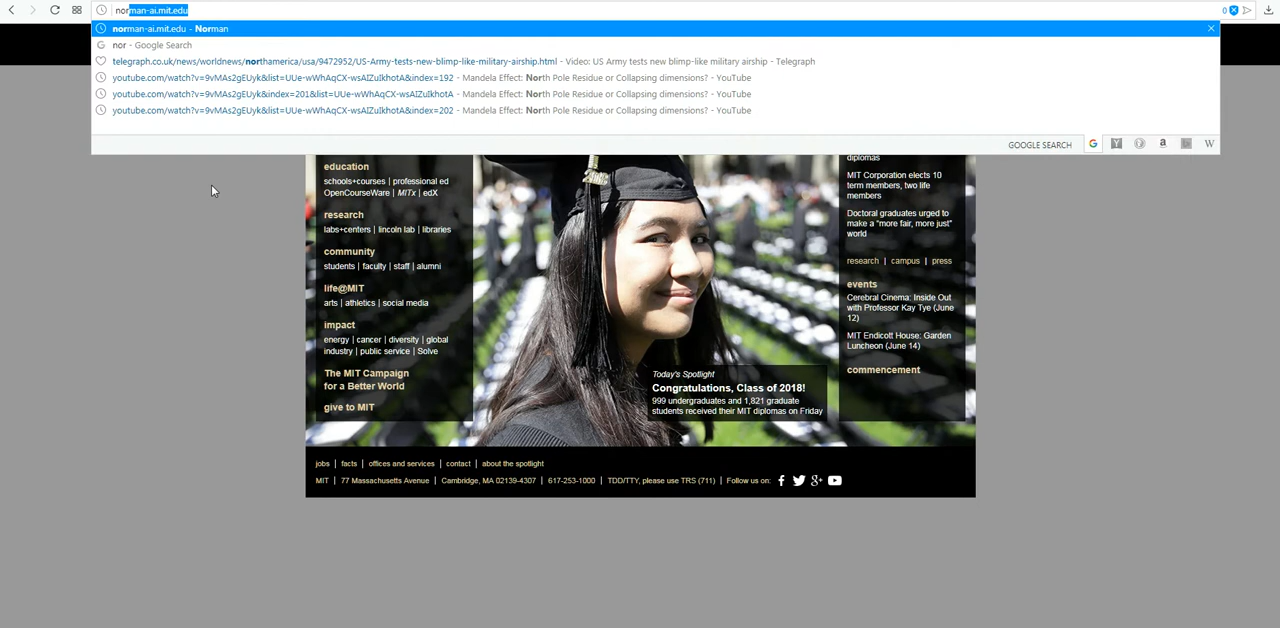 norman-ai.mit.edu
0
norman-ai.mit.edu - Norman
nor - Google Search
telegraph.co.uk/news/worldnews/northamerica/usa/9472952/US-Army-tests-new-blimp-like-military-airship.html - Video: US Army tests new blimp-like military airship - Telegraph
youtube.com/watch?v=9vMAs2gEUyk&list=UUe-wWhAqCX-wsAIZuIkhotA&index=192 - Mandela Effect: North Pole Residue or Collapsing dimensions? - YouTube
youtube.com/watch?v=9vMAs2gEUyk&index=201&list=UUe-wWhAqCX-wsAIZuIkhotA - Mandela Effect: North Pole Residue or Collapsing dimensions? - YouTube
youtube.com/watch?v=9vMAs2gEUyk&list=UUe-wWhAqCX-wsAIZuIkhotA&index=202 - Mandela Effect: North Pole Residue or Collapsing dimensions? - YouTube
GOOGLE SEARCH G Y a W
education
schools+courses | professional ed
OpenCourseWare | MITx | edX
research
labs+centers | lincoln lab | libraries
community
students | faculty | staff | alumni
life@MIT
arts | athletics | social media
impact
energy | cancer | diversity | global
industry | public service | Solve
The MIT Campaign
for a Better World
give to MIT
Today's Spotlight
Congratulations, Class of 2018!
999 undergraduates and 1,821 graduate
students received their MIT diplomas on Friday
diplomas
MIT Corporation elects 10
term members, two life
members
Doctoral graduates urged to
make a “more fair, more just”
world
research | campus | press
events
Cerebral Cinema: Inside Out
with Professor Kay Tye (June
12)
MIT Endicott House: Garden
Luncheon (June 14)
commencement
jobs | facts | offices and services | contact | about the spotlight
MIT | 77 Massachusetts Avenue | Cambridge, MA 02139-4307 | 617-253-1000 | TDD/TTY, please use TRS (711) | Follow us on: